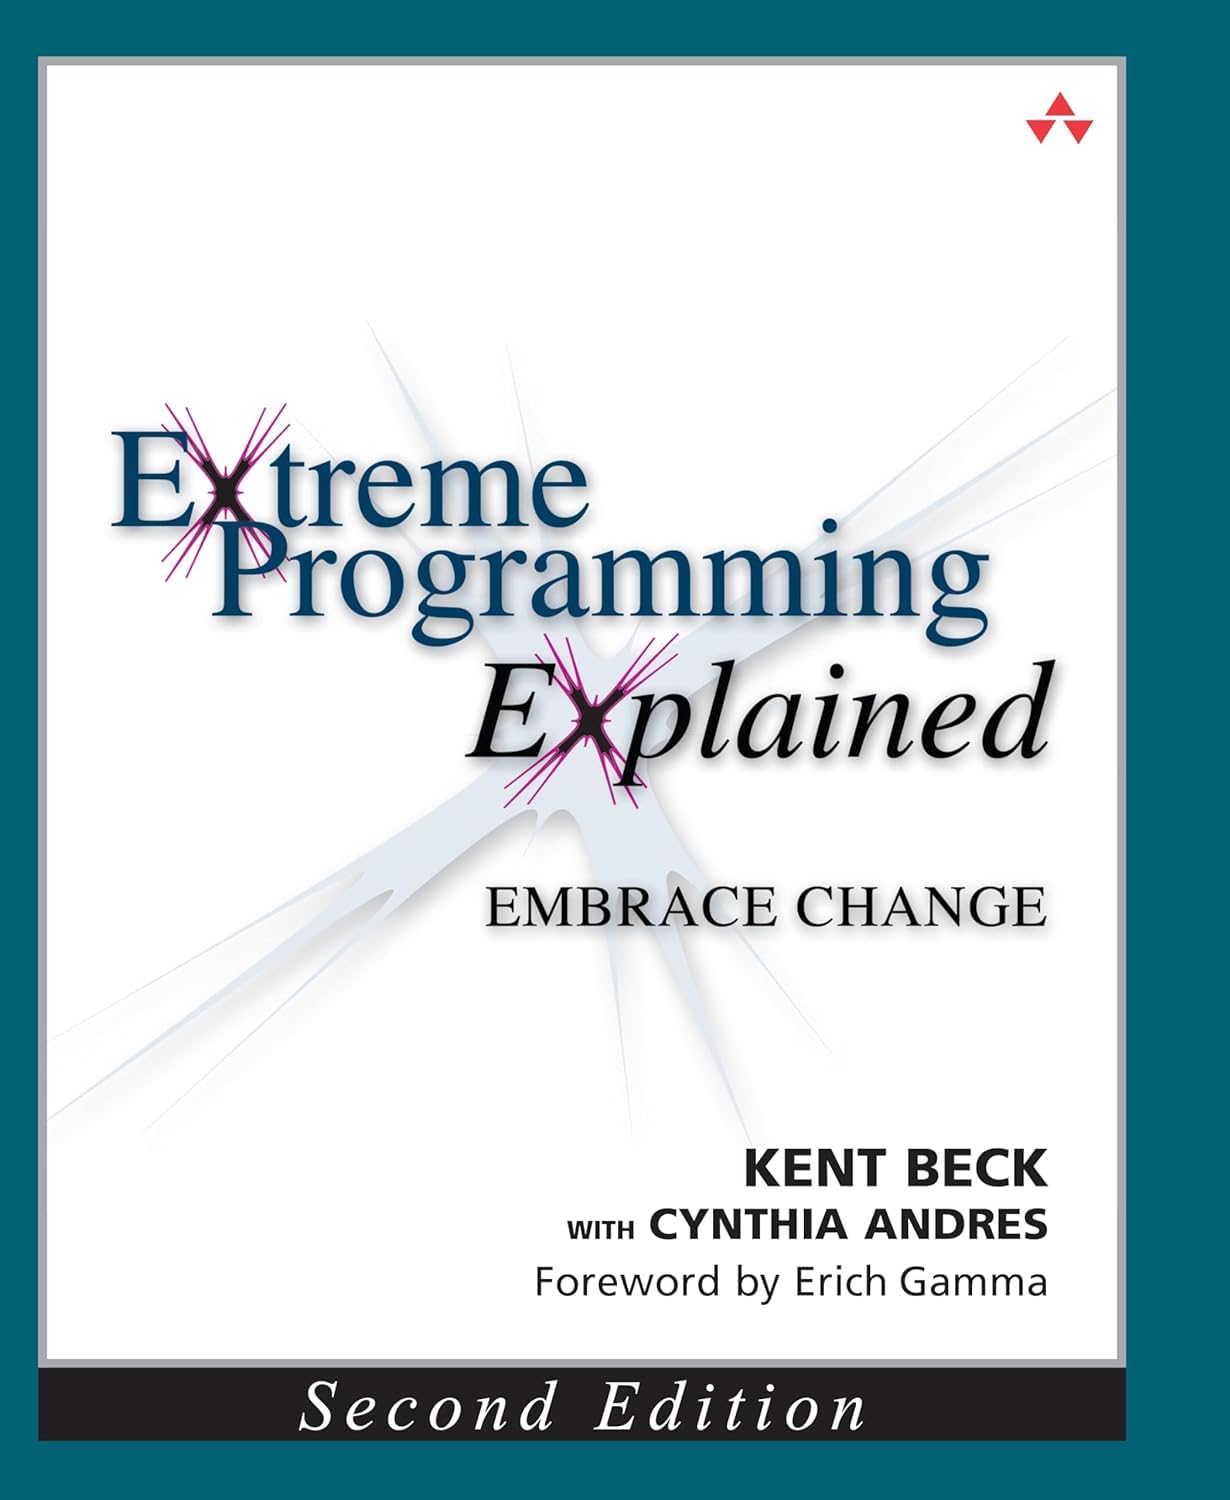 Extreme
Programming
Explained
EMBRACE CHANGE
KENT BECK
WITH CYNTHIA ANDRES
Foreword by Erich Gamma
Second Edition